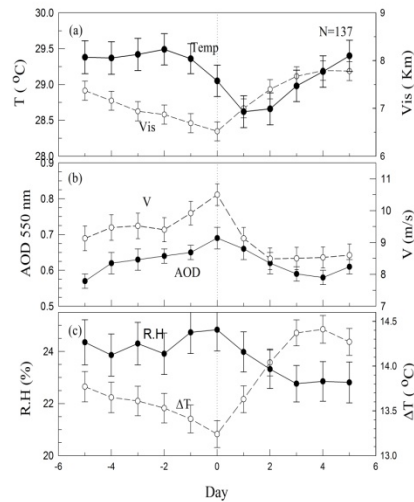 (a) Temp N=137
Vis
T (°C)
30.0
29.5
29.0
28.5
28.0
Vis (Km)
8
7
6
(b)
V
AOD
AOD 550 nm
0.9
0.8
0.7
0.6
0.5
V (m/s)
11
10
9
8
7
(c)
R.H
ΔT
R.H (%)
24
22
20
ΔT (°C)
14.5
14.0
13.5
13.0
-6 -4 -2 0 2 4 6
Day